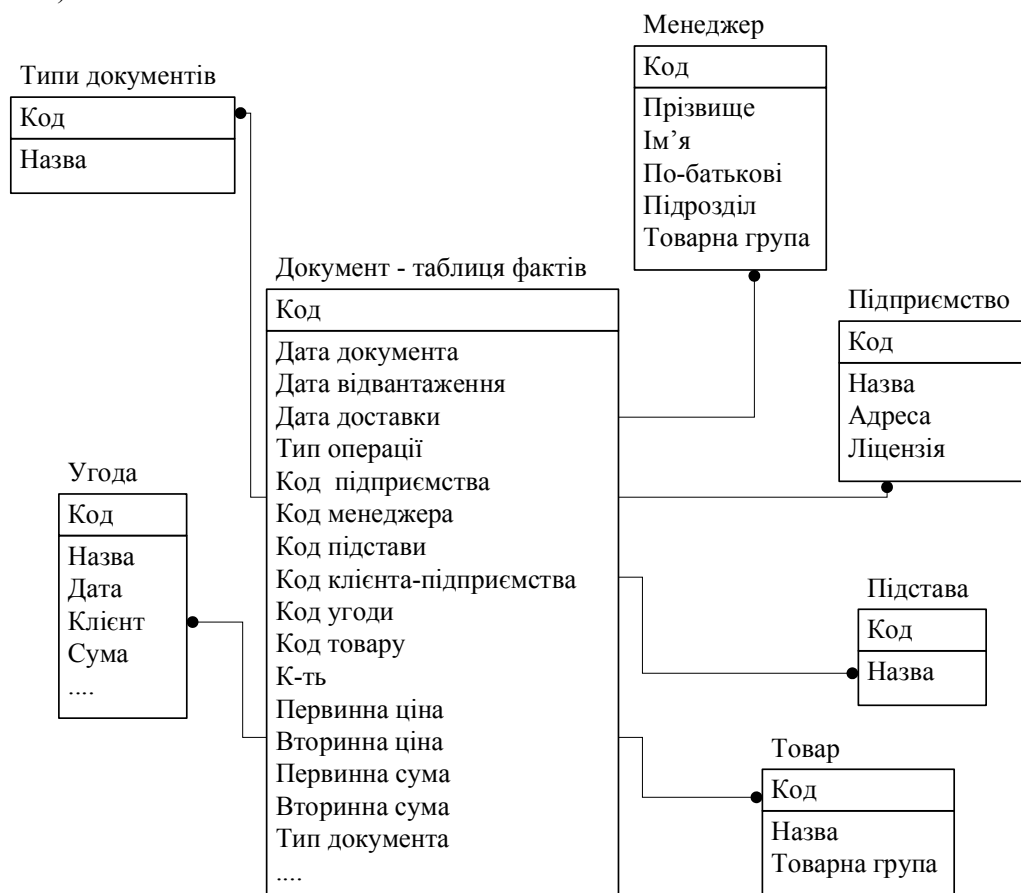 Менеджер
Код
Прізвище
Ім’я
По-батькові
Підрозділ
Товарна група
Типи документів
Код
Назва
Документ - таблиця фактів
Код
Дата документа
Дата відвантаження
Дата доставки
Тип операції
Код підприємства
Код менеджера
Код підстави
Код клієнта-підприємства
Код угоди
Код товару
К-ть
Первинна ціна
Вторинна ціна
Первинна сума
Вторинна сума
Тип документа
....
Підприємство
Код
Назва
Адреса
Ліцензія
Угода
Код
Назва
Дата
Клієнт
Сума
....
Підстава
Код
Назва
Товар
Код
Назва
Товарна група